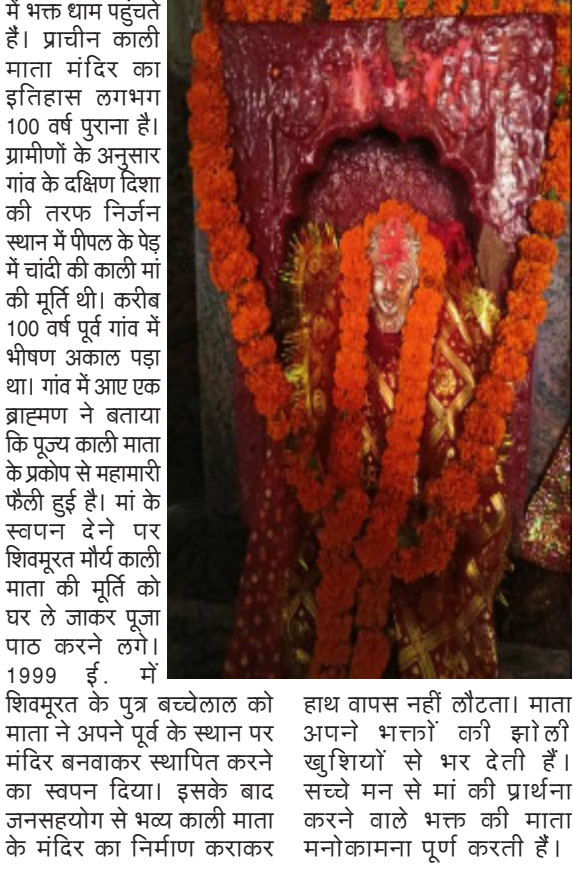 में भक्त धाम पहुंचते
हैं। प्राचीन काली
माता मंदिर का
इतिहास लगभग
100 वर्ष पुराना है।
ग्रामीणों के अनुसार
गांव के दक्षिण दिशा
की तरफ निर्जन
स्थान में पीपल के पेड़
में चांदी की काली मां
की मूर्ति थी। करीब
100 वर्ष पूर्व गांव में
भीषण अकाल पड़ा
था। गांव में आए एक
ब्राह्मण ने बताया
कि पूज्य काली माता
के प्रकोप से महामारी
फैली हुई है। मां के
स्वपन देने पर
शिवमूरत मौर्य काली
माता की मूर्ति को
घर ले जाकर पूजा
पाठ करने लगे।
1999 ई. में
शिवमूरत के पुत्र बच्चेलाल को
माता ने अपने पूर्व के स्थान पर
मंदिर बनवाकर स्थापित करने
का स्वपन दिया। इसके बाद
जनसहयोग से भव्य काली माता
के मंदिर का निर्माण कराकर
हाथ वापस नहीं लौटता। माता
अपने भक्तों की झोली
खुशियों से भर देती हैं।
सच्चे मन से मां की प्रार्थना
करने वाले भक्त की माता
मनोकामना पूर्ण करती हैं।